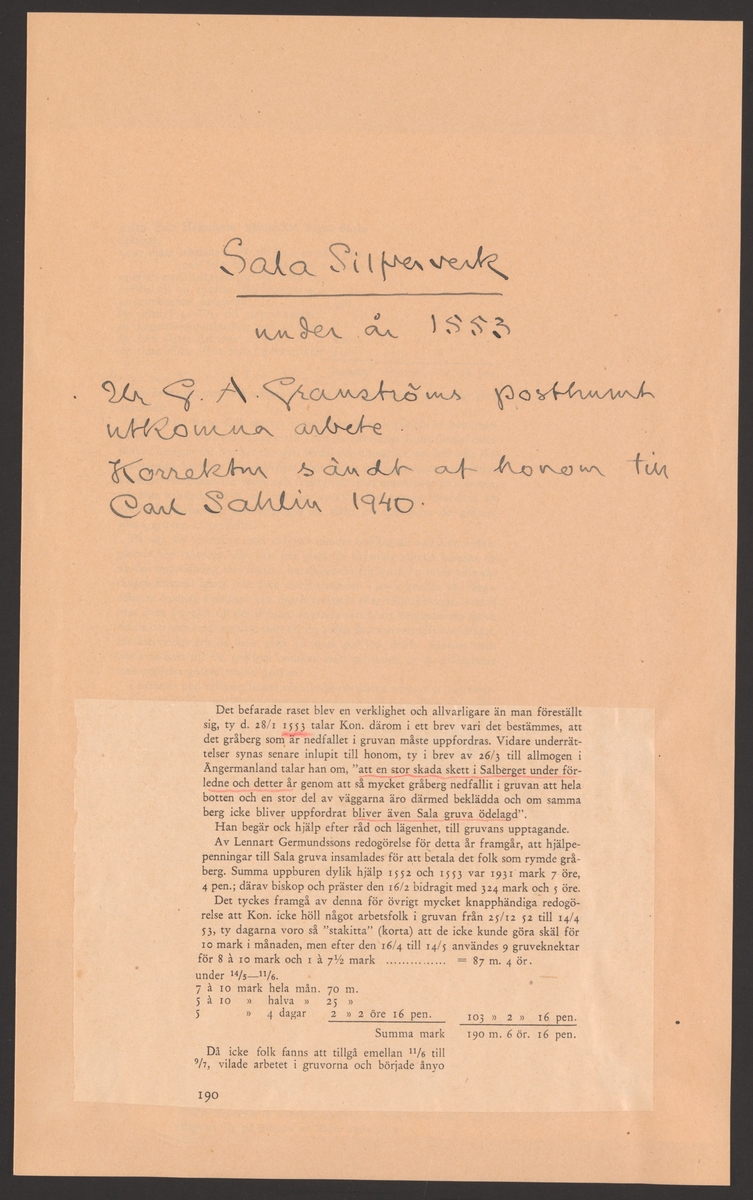 Sala Silfververk
under år 1553
Ur G. A. Granströms posthumt
utkomna arbete.
Korrektur sändt af honom till
Carl Sahlin 1940.
Det befarade raset blev en verklighet och allvarligare än man föreställt
sig, ty d. 28/1 1553 talar Kon. därom i ett brev vari det bestämmes, att
det gråberg som är nedfallet i gruvan måste uppfordras. Vidare underrät-
telser synas senare inlupit till honom, ty i brev av 26/3 till allmogen i
Ångermanland talar han om, ”att en stor skada skett i Salberget under för-
ledne och detter år genom att så mycket gråberg nedfallit i gruvan att hela
botten och en stor del av väggarna äro därmed beklädda och om samma
berg icke bliver uppfordrat bliver även Sala gruva ödelagd”.
Han begär ock hjälp efter råd och lägenhet, till gruvans upptagande.
Av Lennart Germundssons redogörelse för detta år framgår, att hjälpe-
penningar till Sala gruva insamlades för att betala det folk som rymde grå-
berg. Summa uppburen dylik hjälp 1552 och 1553 var 1931 mark 7 öre,
4 pen.; därav biskop och präster den 16/2 bidragit med 324 mark och 5 öre.
Det tyckes framgå av denna för övrigt mycket knapphändiga redogö-
relse att Kon. icke höll något arbetsfolk i gruvan från 25/12 52 till 14/4
53, ty dagarna voro så ”stakitta” (korta) att de icke kunde göra skäl för
10 mark i månaden, men efter den 16/4 till 14/5 användes 9 gruveknektar
för 8 à 10 mark och 1 à 7½ mark ............... = 87 m. 4 ör.
under 14/5—11/6.
7 à 10 mark hela mån. 70 m.
5 à 10 » halva » 25 »
5 » 4 dagar 2 » 2 öre 16 pen. 103 » 2 » 16 pen.
Summa mark 190 m. 6 ör. 16 pen.
Då icke folk fanns att tillgå emellan 11/6 till
9/7, vilade arbetet i gruvorna och började ånyo
190